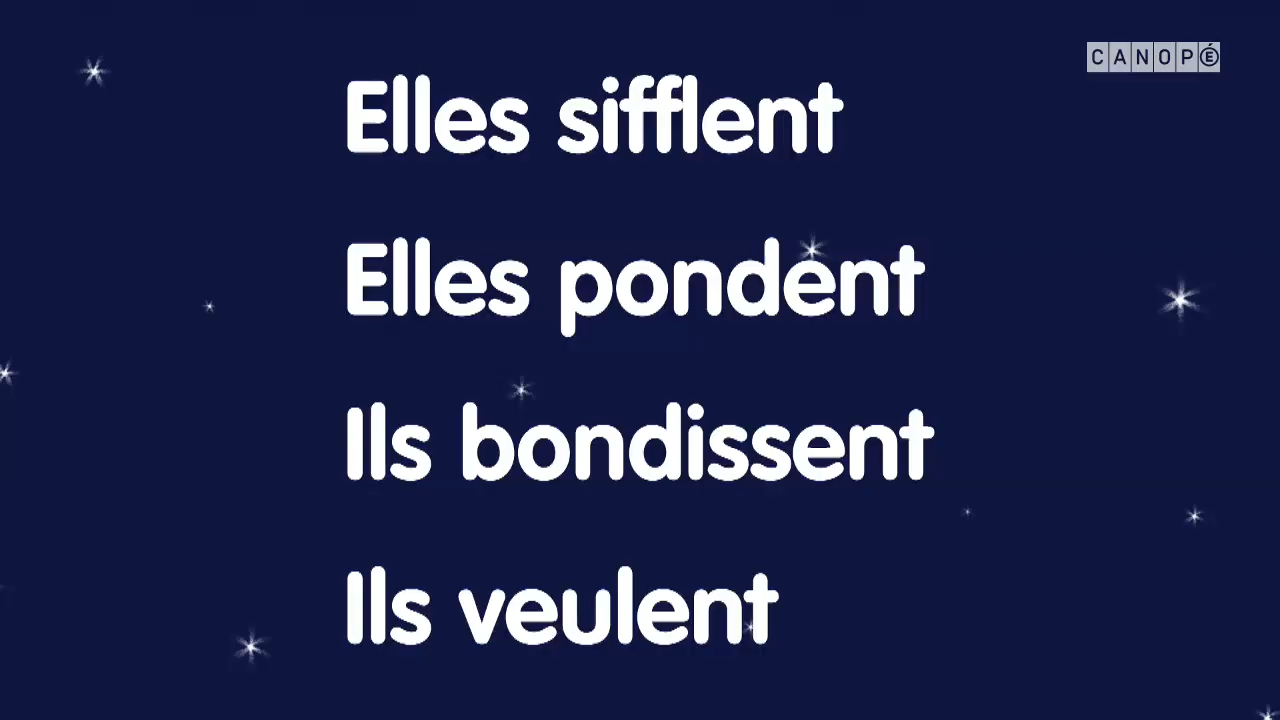 CANOPÉ
Elles sifflent
Elles pondent
Ils bondissent
Ils veulent